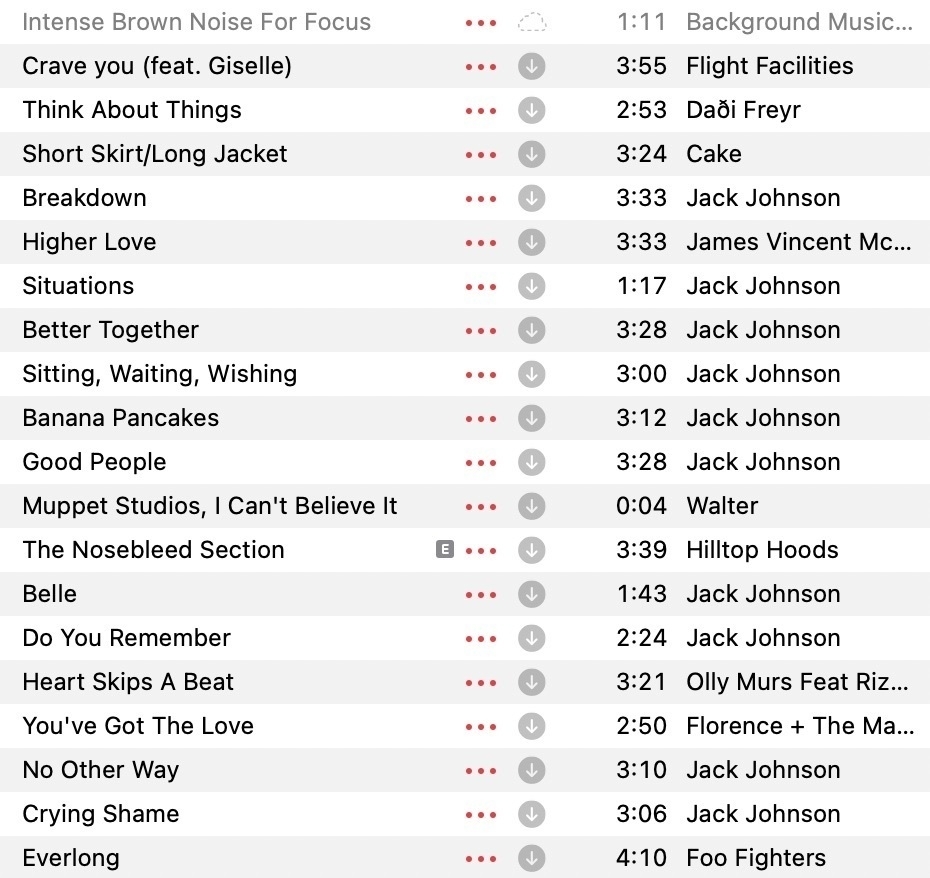 Intense Brown Noise For Focus ••• 1:11 Background Music...
Crave you (feat. Giselle) ••• 3:55 Flight Facilities
Think About Things ••• 2:53 Daði Freyr
Short Skirt/Long Jacket ••• 3:24 Cake
Breakdown ••• 3:33 Jack Johnson
Higher Love ••• 3:33 James Vincent Mc...
Situations ••• 1:17 Jack Johnson
Better Together ••• 3:28 Jack Johnson
Sitting, Waiting, Wishing ••• 3:00 Jack Johnson
Banana Pancakes ••• 3:12 Jack Johnson
Good People ••• 3:28 Jack Johnson
Muppet Studios, I Can't Believe It ••• 0:04 Walter
The Nosebleed Section E ••• 3:39 Hilltop Hoods
Belle ••• 1:43 Jack Johnson
Do You Remember ••• 2:24 Jack Johnson
Heart Skips A Beat ••• 3:21 Olly Murs Feat Riz...
You've Got The Love ••• 2:50 Florence + The Ma...
No Other Way ••• 3:10 Jack Johnson
Crying Shame ••• 3:06 Jack Johnson
Everlong ••• 4:10 Foo Fighters